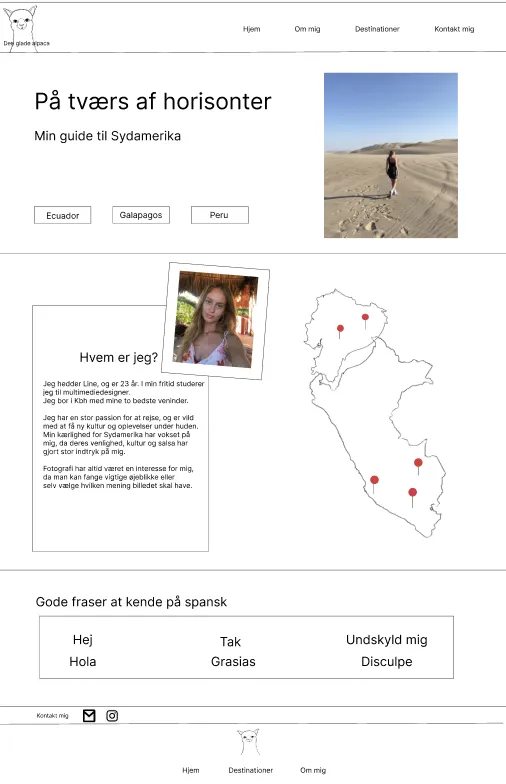 Den glade alpaca
Hjem Om mig Destinationer Kontakt mig
På tværs af horisonter
Min guide til Sydamerika
Ecuador Galapagos Peru
Hvem er jeg?
Jeg hedder Line, og er 23 år. I min fritid studerer
jeg til multimediedesigner.
Jeg bor i Kbh med mine to bedste veninder.
Jeg har en stor passion for at rejse, og er vild
med at få ny kultur og oplevelser under huden.
Min kærlighed for Sydamerika har vokset på
mig, da deres venlighed, kultur og salsa har
gjort stor indtryk på mig.
Fotografi har altid været en interesse for mig,
da man kan fange vigtige øjeblikke eller
selv vælge hvilken mening billedet skal have.
Gode fraser at kende på spansk
Hej Tak Undskyld mig
Hola Grasias Disculpe
Kontakt mig
Hjem Destinationer Om mig